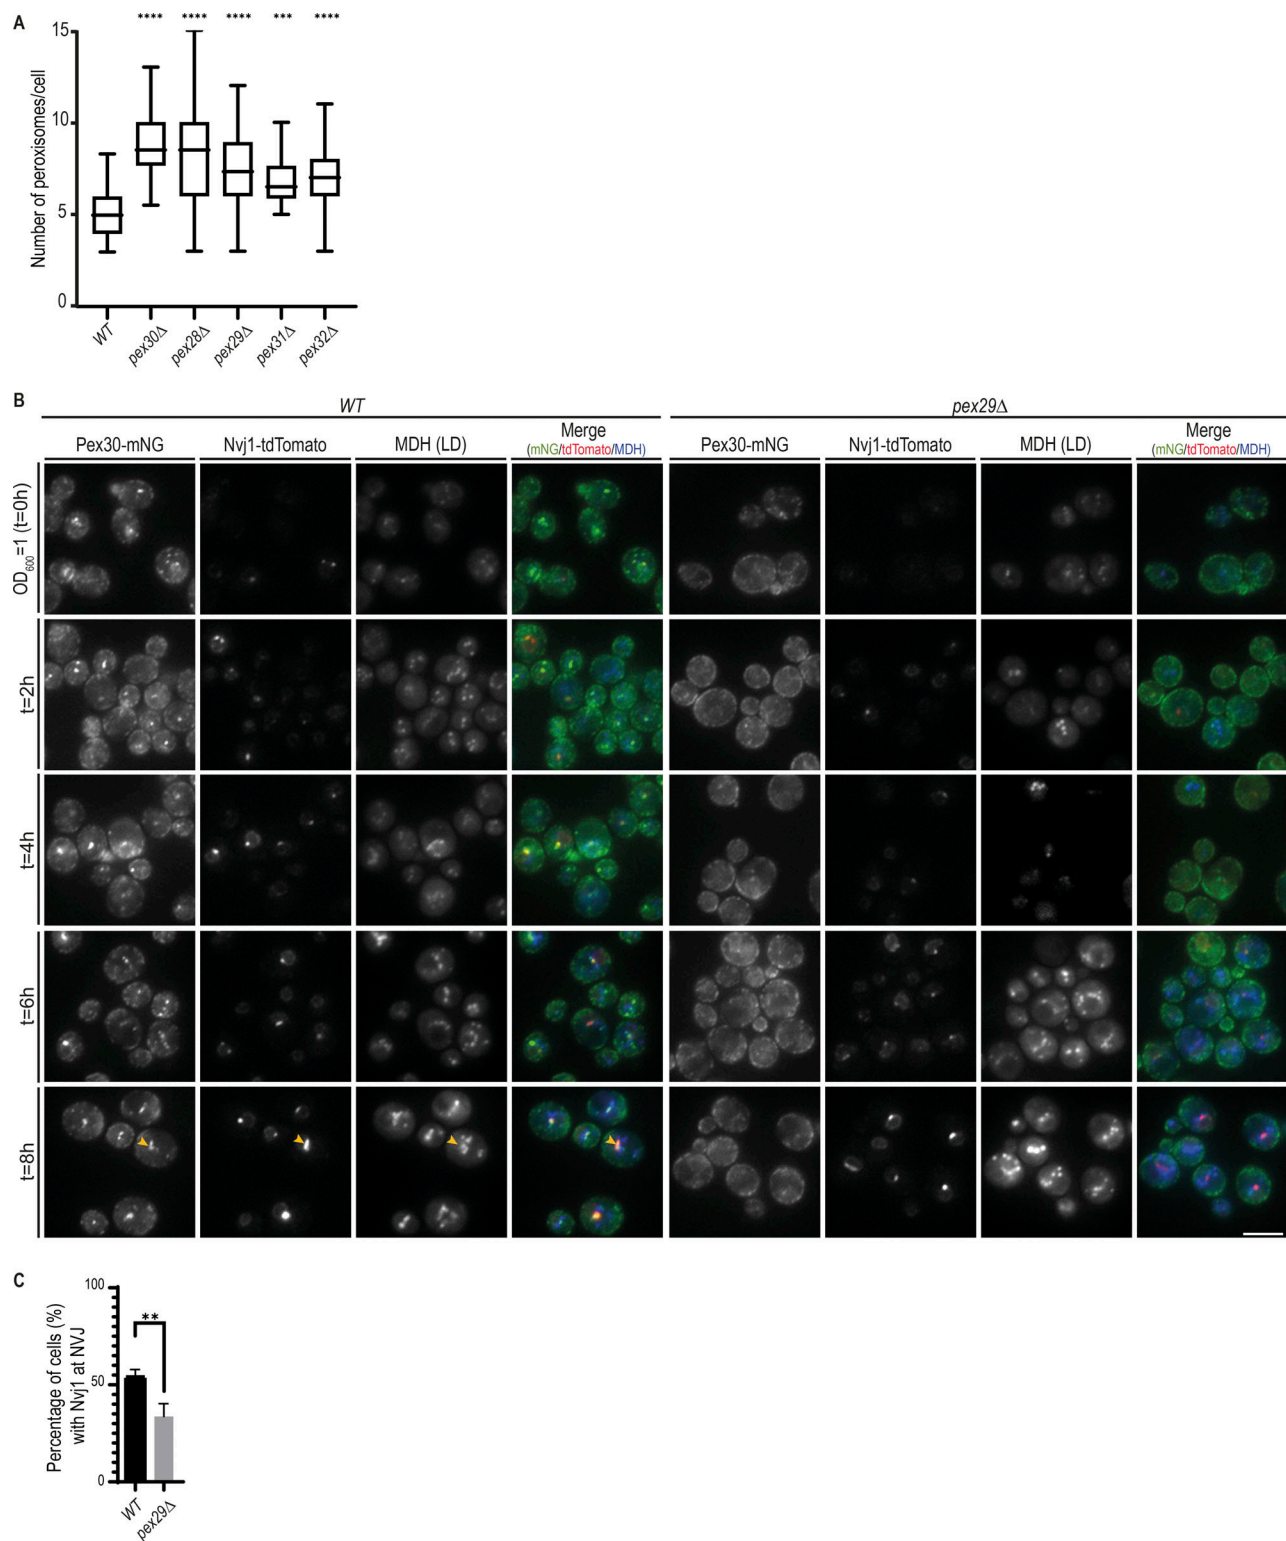 A
**** **** **** *** ****
Number of peroxisomes/cell
15
10
5
0
WT
pex30Δ
pex28Δ
pex29Δ
pex31Δ
pex32Δ
B
WT
pex29Δ
Pex30-mNG Nvj1-tdTomato MDH (LD) Merge
(mNG/tdTomato/MDH)
Pex30-mNG Nvj1-tdTomato MDH (LD) Merge
(mNG/tdTomato/MDH)
OD600=1 (t=0h)
t=2h
t=4h
t=6h
t=8h
C
Percentage of cells (%)
with Nvj1 at NVJ
100
50
0
**
WT
pex29Δ